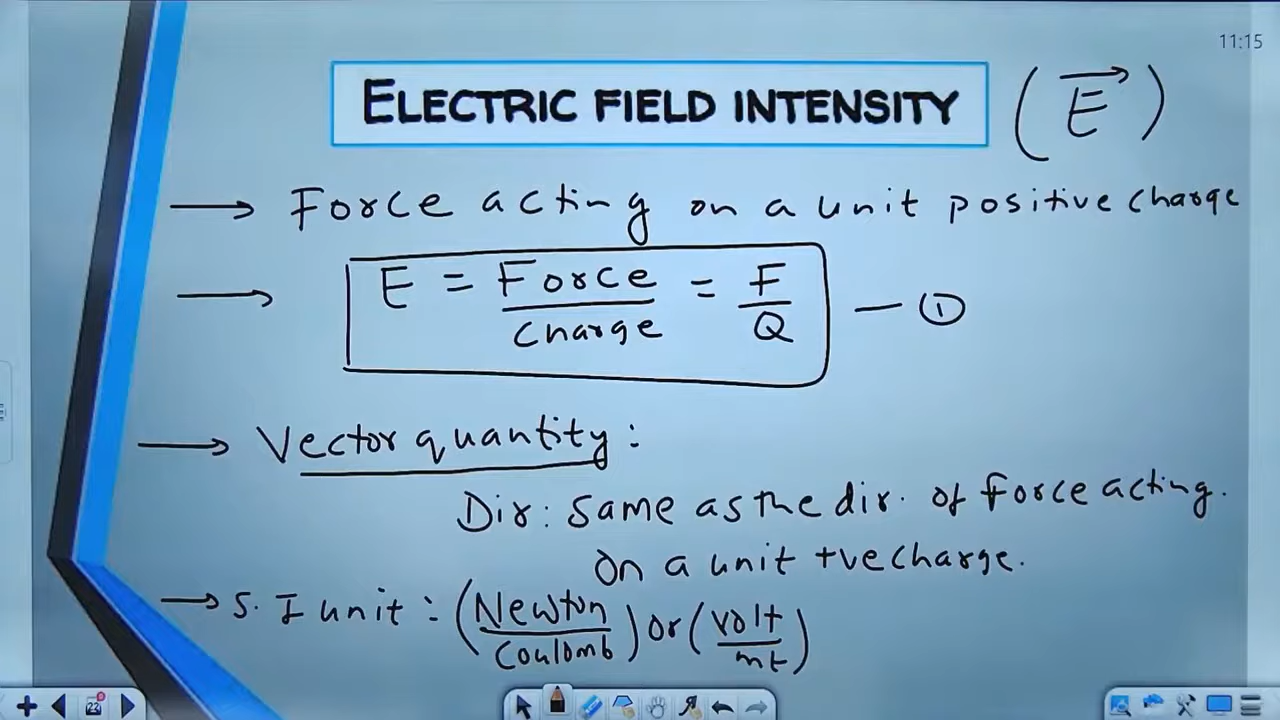 11:15
ELECTRIC FIELD INTENSITY (E⃗)
→ Force acting on a unit positive charge
→ E = Force/charge = F/Q — ①
→ Vector quantity:
Dir: same as the dir. of force acting.
on a unit +ve charge.
→ S.I unit: (Newton/Coulomb) or (volt/mt)
23